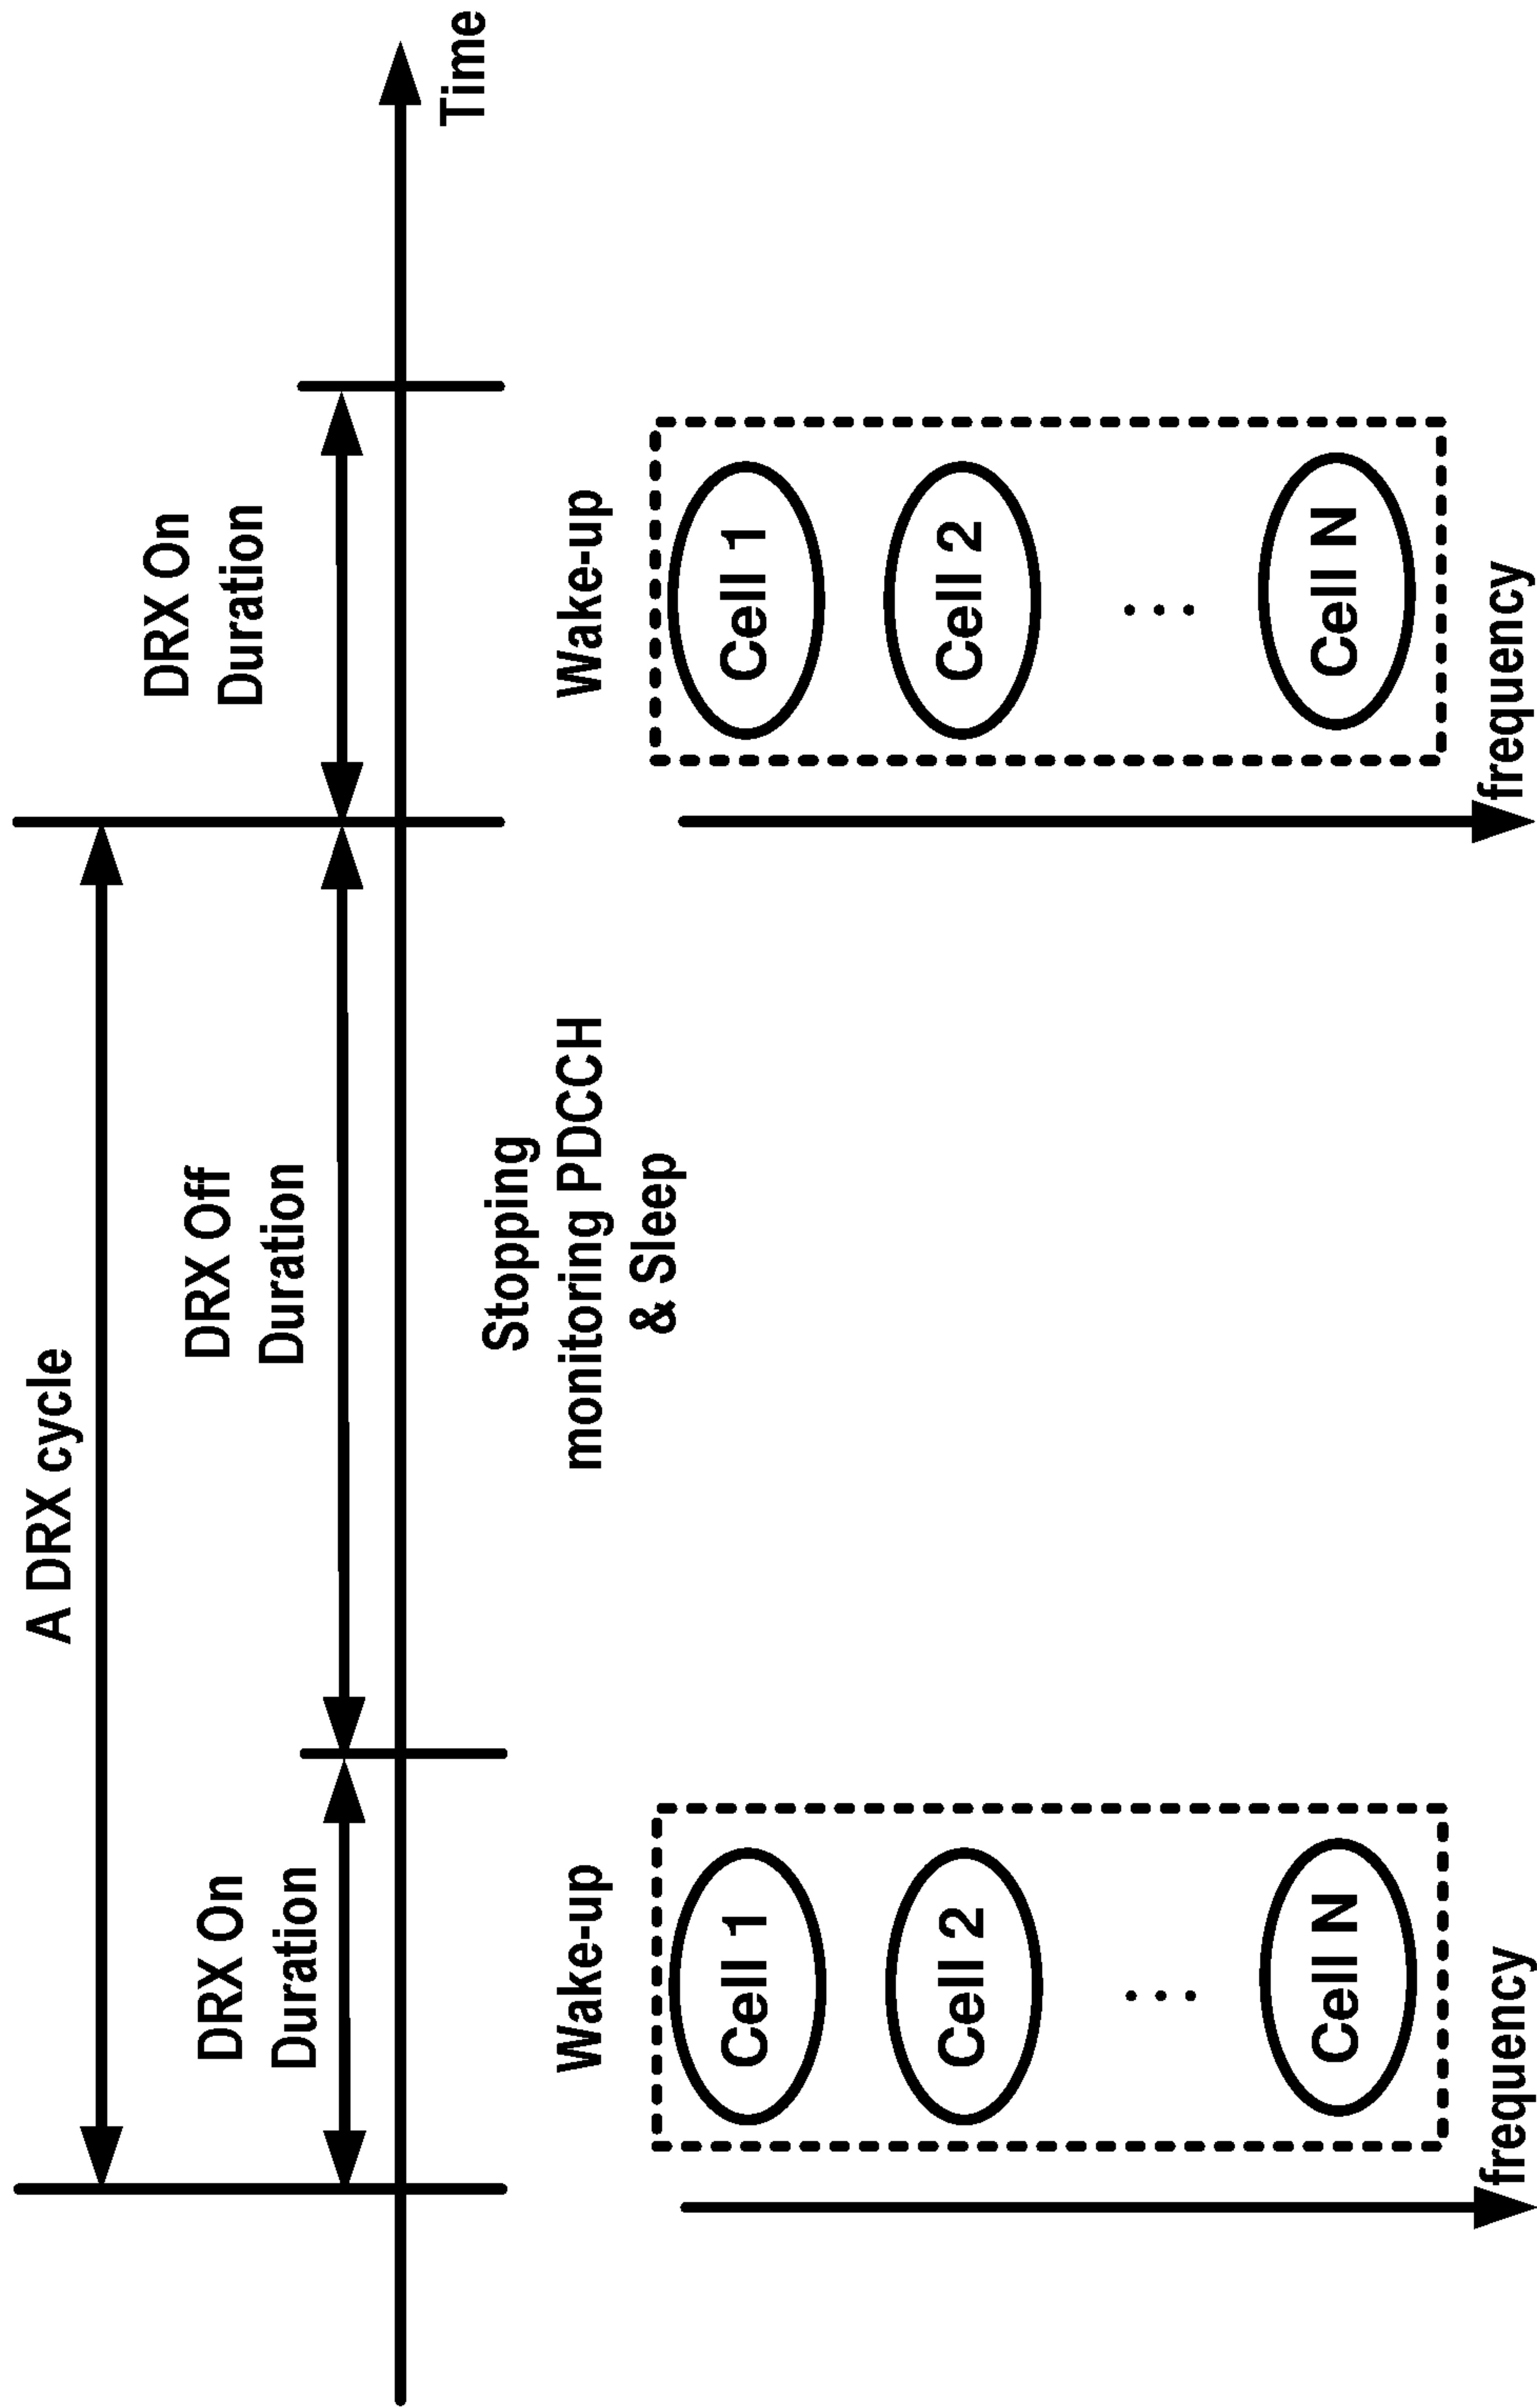 A DRX cycle
DRX On
Duration
DRX Off
Duration
DRX On
Duration
Time
Wake-up
Stopping
monitoring PDCCH
& Sleep
Wake-up
Cell 1
Cell 2
...
Cell N
frequency
Cell 1
Cell 2
...
Cell N
frequency